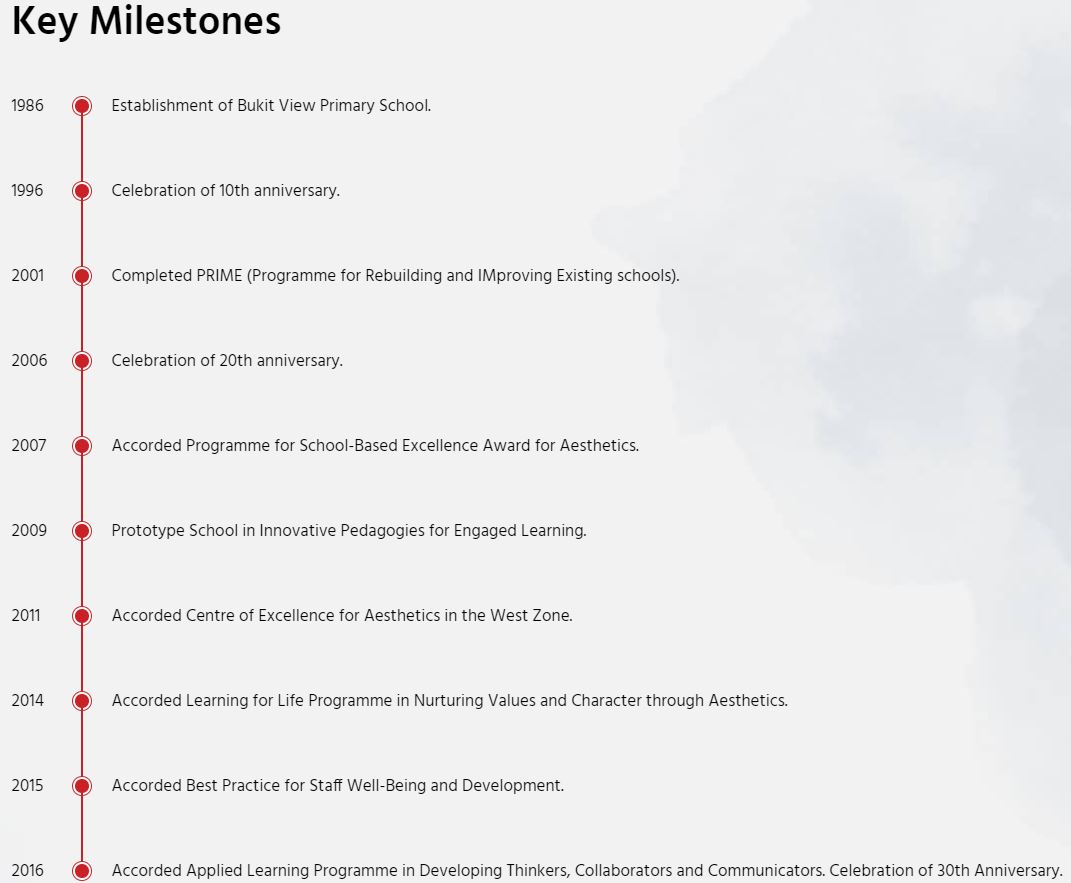 Key Milestones
1986 Establishment of Bukit View Primary School.
1996 Celebration of 10th anniversary.
2001 Completed PRIME (Programme for Rebuilding and IMproving Existing schools).
2006 Celebration of 20th anniversary.
2007 Accorded Programme for School-Based Excellence Award for Aesthetics.
2009 Prototype School in Innovative Pedagogies for Engaged Learning.
2011 Accorded Centre of Excellence for Aesthetics in the West Zone.
2014 Accorded Learning for Life Programme in Nurturing Values and Character through Aesthetics.
2015 Accorded Best Practice for Staff Well-Being and Development.
2016 Accorded Applied Learning Programme in Developing Thinkers, Collaborators and Communicators. Celebration of 30th Anniversary.